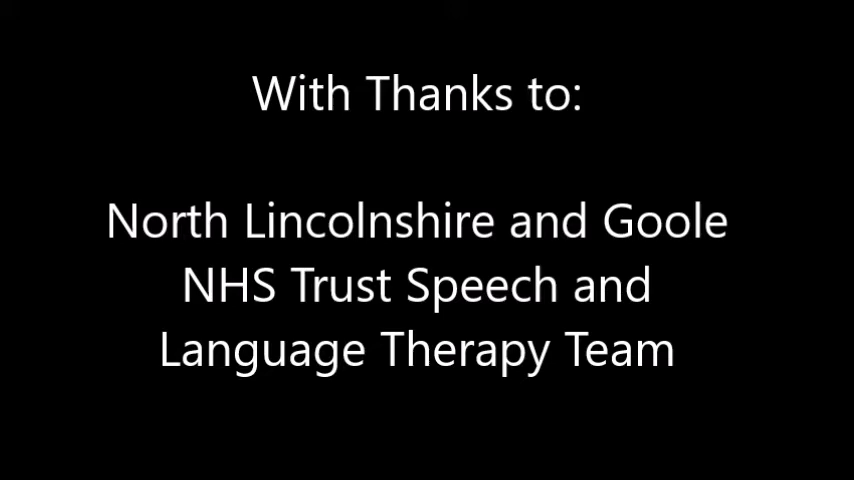 With Thanks to:
North Lincolnshire and Goole
NHS Trust Speech and
Language Therapy Team